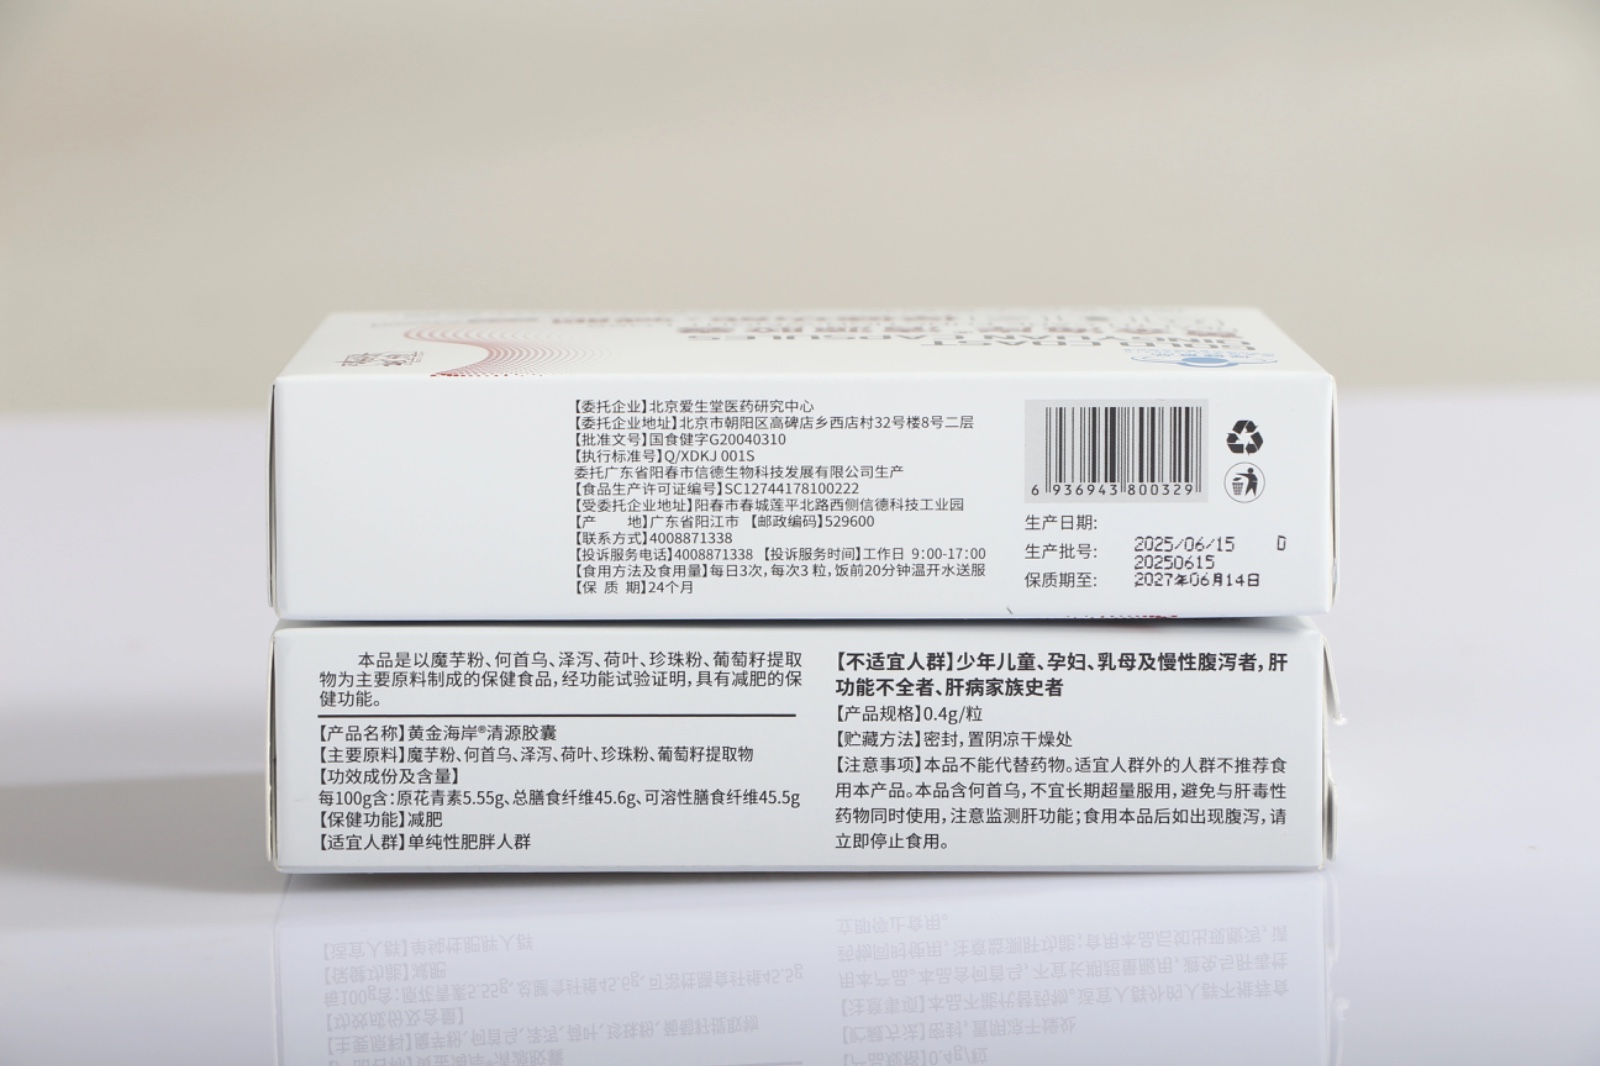 QINGYUAN CAPSULES
【委托企业】北京爱生堂医药研究中心
【委托企业地址】北京市朝阳区高碑店乡西店村32号楼8号二层
【批准文号】国食健字G20040310
【执行标准号】Q/XDKJ 001S
委托广东省阳春市信德生物科技发展有限公司生产
【食品生产许可证编号】SC12744178100222
【受委托企业地址】阳春市春城莲平北路西侧信德科技工业园
【产 地】广东省阳江市 【邮政编码】529600
【联系方式】4008871338
【投诉服务电话】4008871338 【投诉服务时间】工作日 9:00-17:00
【食用方法及食用量】每日3次,每次3 粒,饭前20分钟温开水送服
【保 质 期】24个月
6 936943 800329
生产日期:
生产批号:
保质期至:
2025/06/15 D
20250615
2027年06月14日
本品是以魔芋粉、何首乌、泽泻、荷叶、珍珠粉、葡萄籽提取
物为主要原料制成的保健食品,经功能试验证明,具有减肥的保
健功能。
【产品名称】黄金海岸®清源胶囊
【主要原料】魔芋粉、何首乌、泽泻、荷叶、珍珠粉、葡萄籽提取物
【功效成份及含量】
每100g含:原花青素5.55g、总膳食纤维45.6g、可溶性膳食纤维45.5g
【保健功能】减肥
【适宜人群】单纯性肥胖人群
【不适宜人群】少年儿童、孕妇、乳母及慢性腹泻者,肝
功能不全者、肝病家族史者
【产品规格】0.4g/粒
【贮藏方法】密封,置阴凉干燥处
【注意事项】本品不能代替药物。适宜人群外的人群不推荐食
用本产品。本品含何首乌,不宜长期超量服用,避免与肝毒性
药物同时使用,注意监测肝功能;食用本品后如出现腹泻,请
立即停止食用。